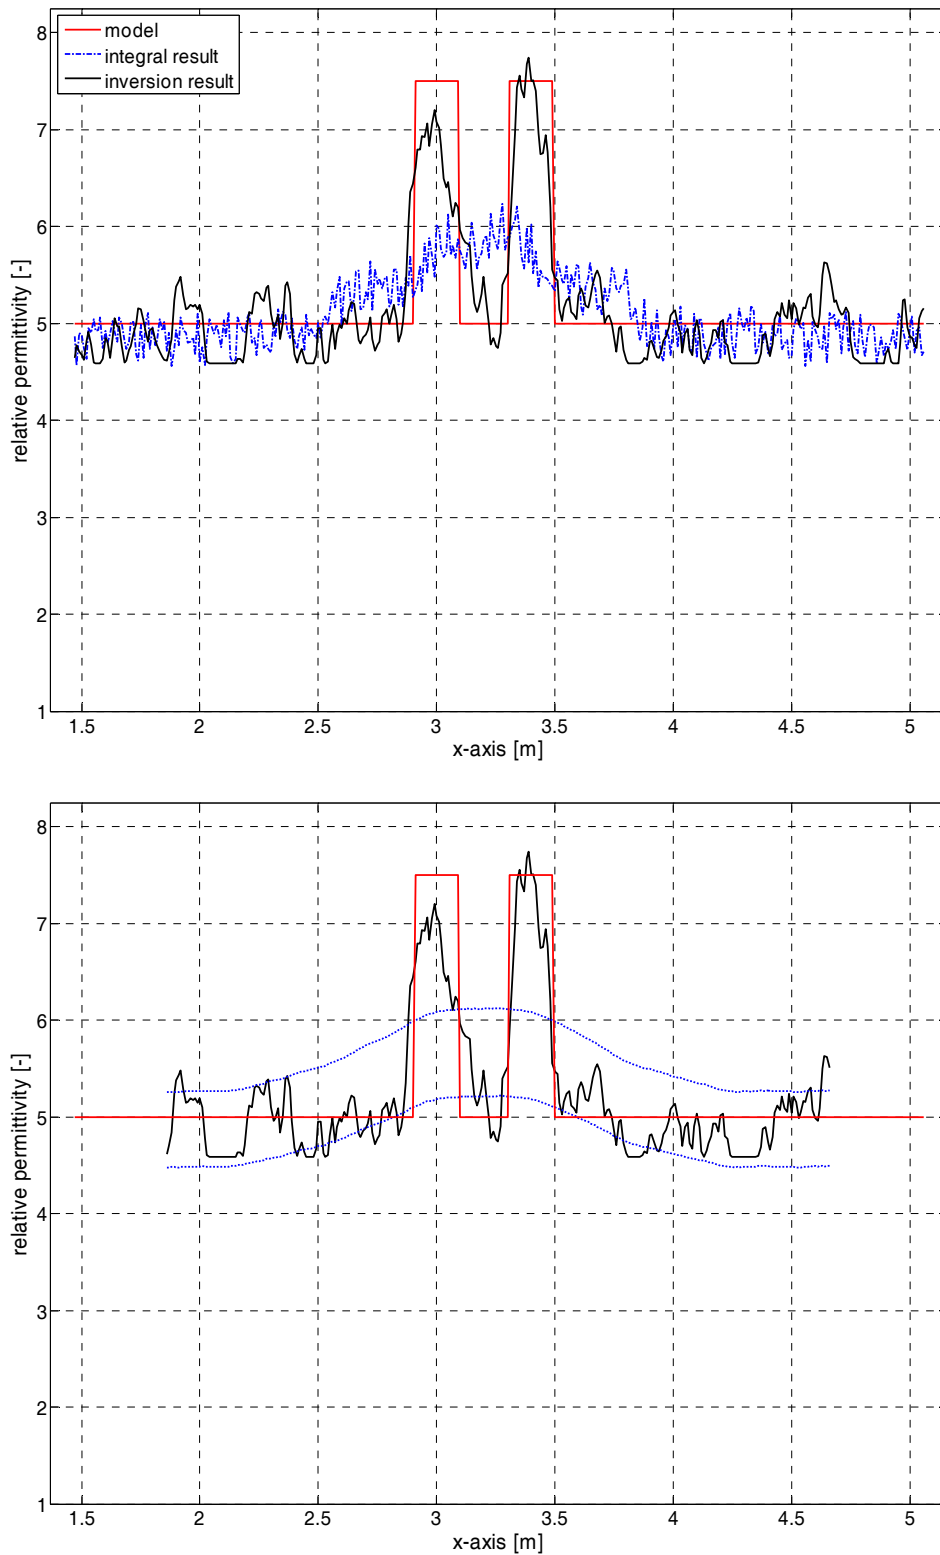 8
7
6
5
4
3
2
1
model
integral result
inversion result
relative permittivity [-]
1.5 2 2.5 3 3.5 4 4.5 5
x-axis [m]
8
7
6
5
4
3
2
1
relative permittivity [-]
1.5 2 2.5 3 3.5 4 4.5 5
x-axis [m]